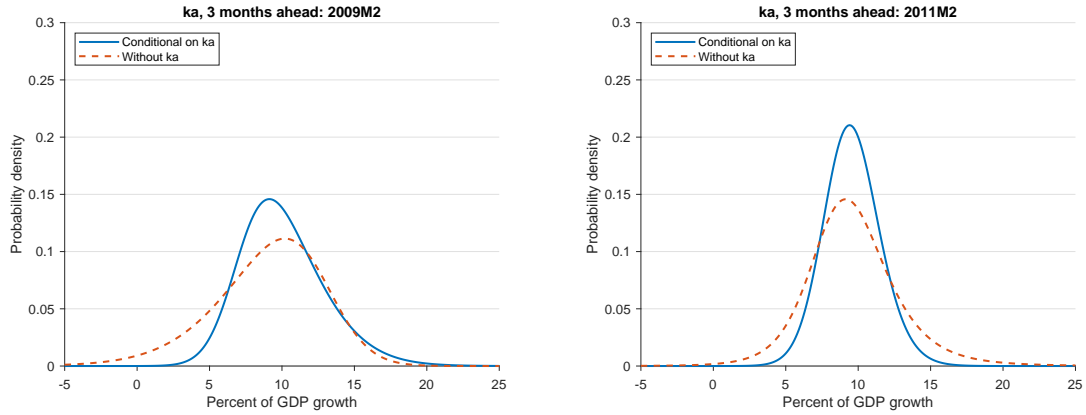 ka, 3 months ahead: 2009M2
0.3
0.25
0.2
0.15
0.1
0.05
0
Probability density
Conditional on ka
Without ka
-5 0 5 10 15 20 25
Percent of GDP growth
ka, 3 months ahead: 2011M2
0.3
0.25
0.2
0.15
0.1
0.05
0
Probability density
Conditional on ka
Without ka
-5 0 5 10 15 20 25
Percent of GDP growth